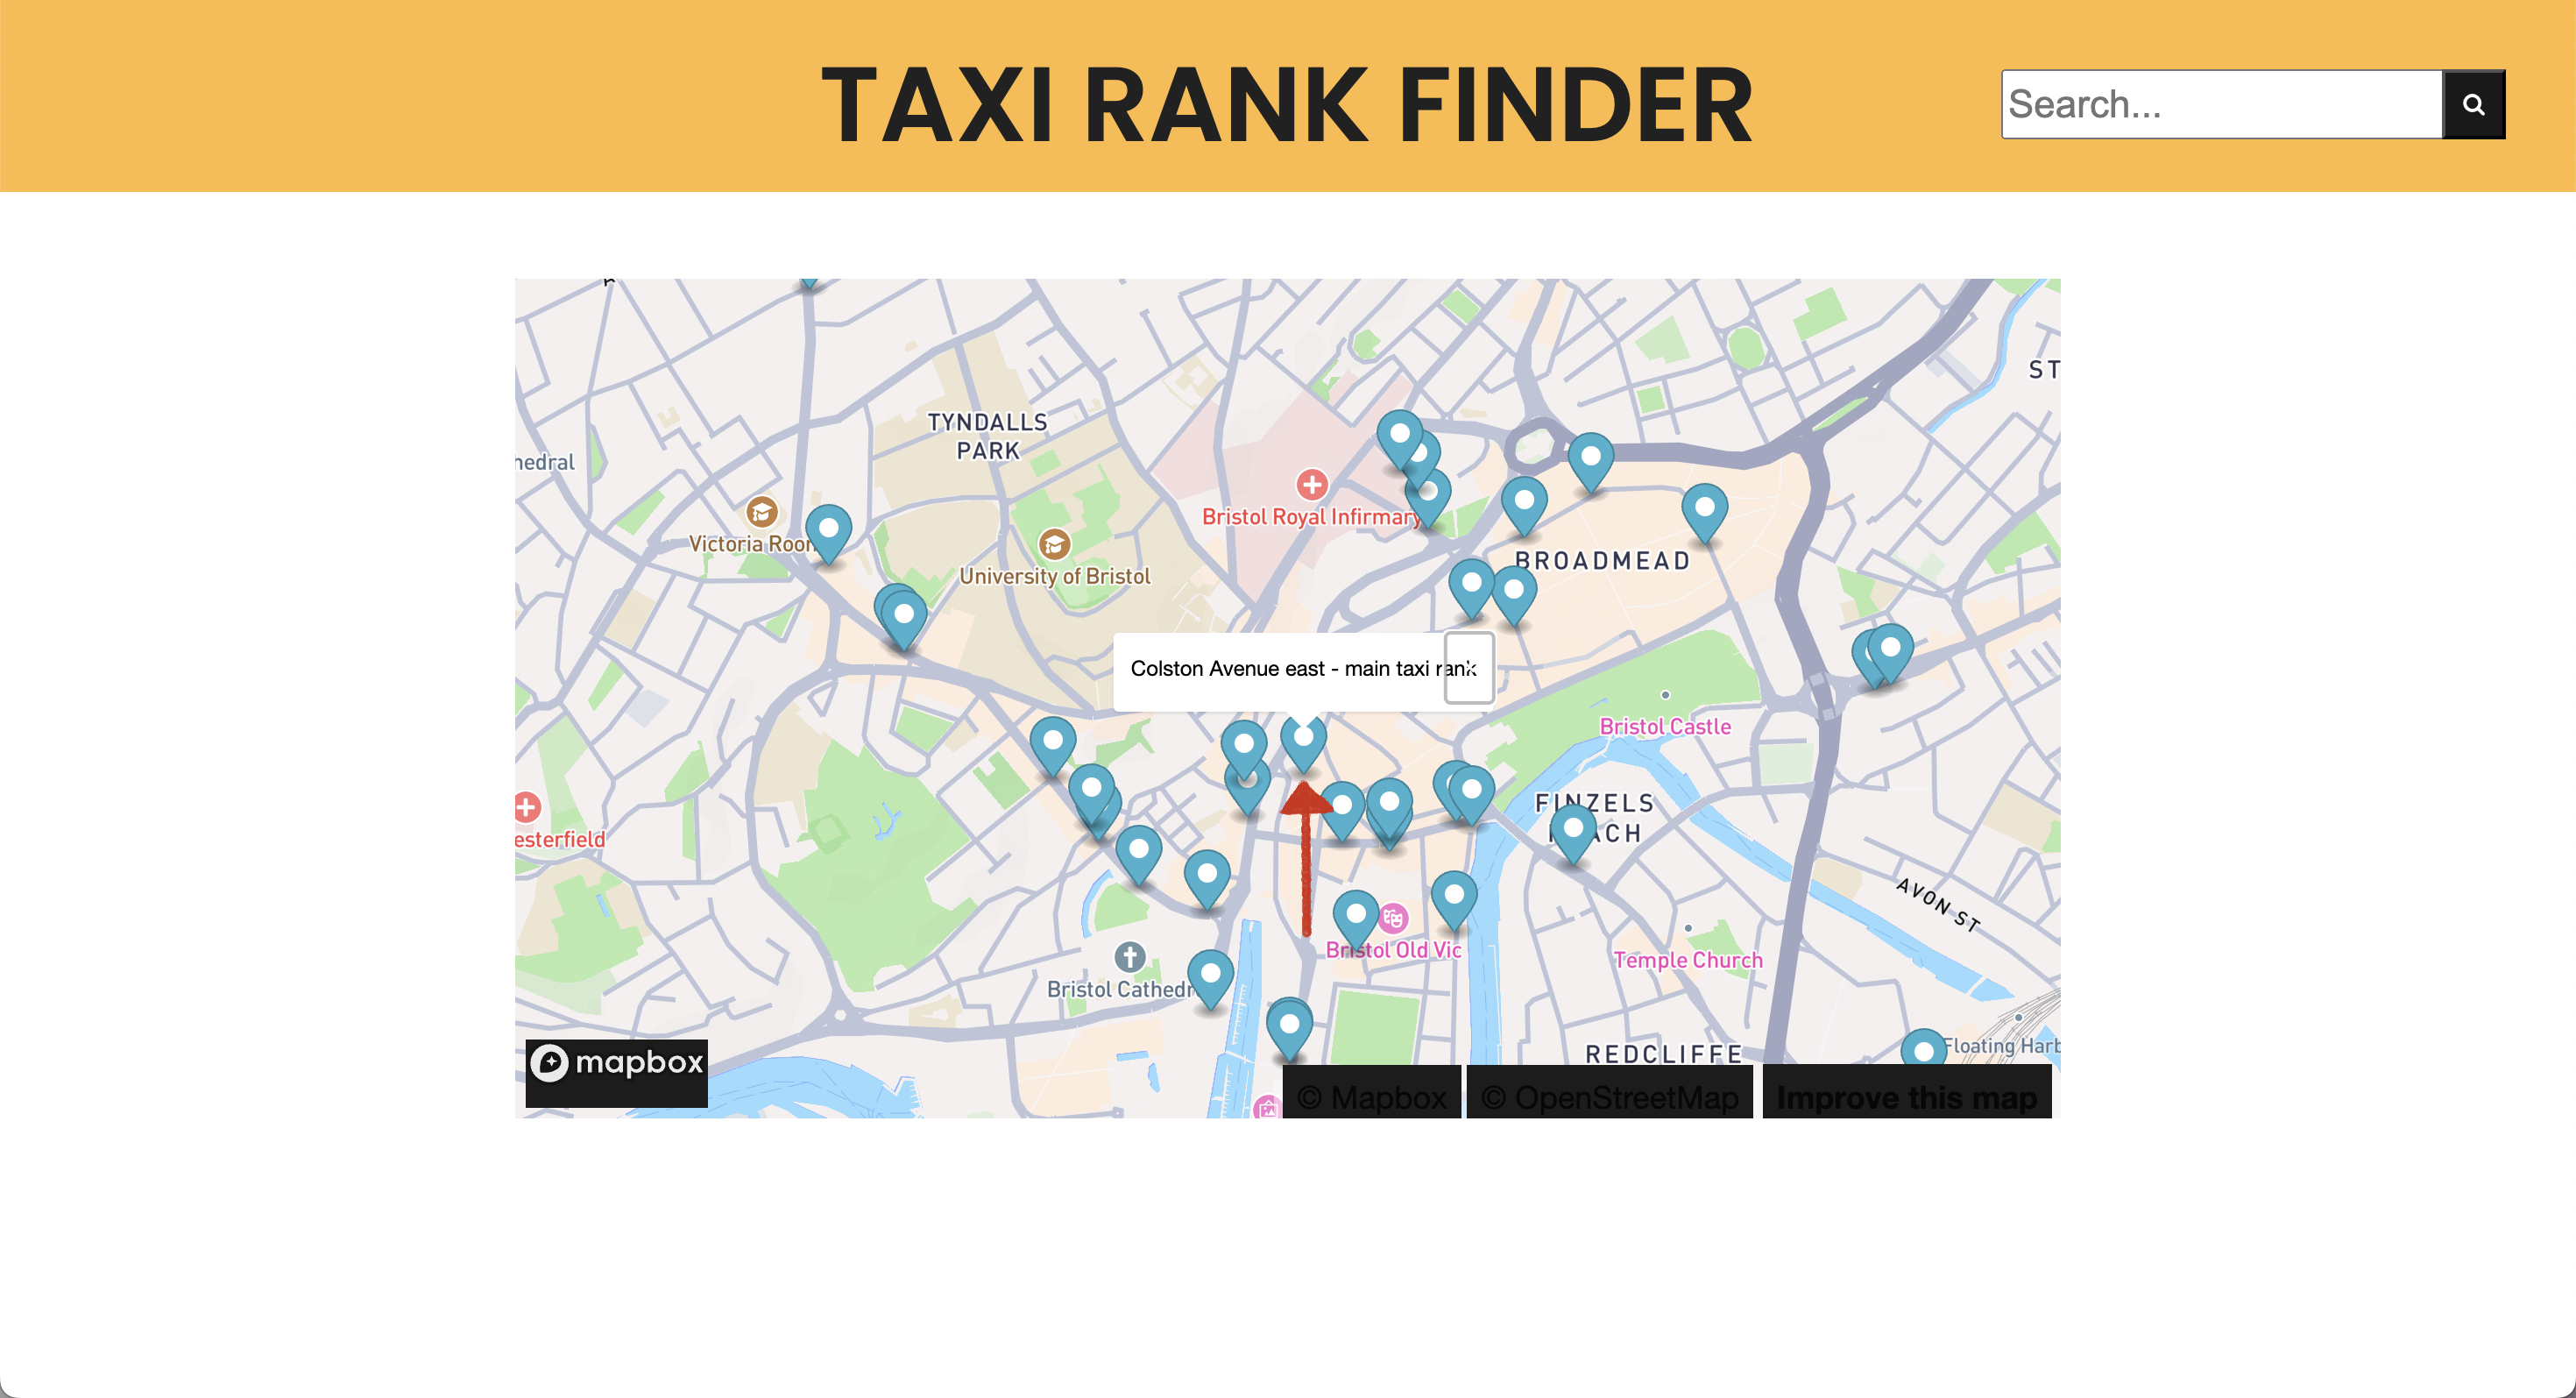 TAXI RANK FINDER
Search...
ST
TYNDALLS
PARK
hedral
Bristol Royal Infirmary
Victoria Roon
BROADMEAD
University of Bristol
Colston Avenue east - main taxi rank
Bristol Castle
FINZELS
ACH
esterfield
AVON ST
Bristol Old Vic
Temple Church
Bristol Cathedr
Floating Harb
REDCLIFFE
mapbox
© Mapbox
© OpenStreetMap
Improve this map